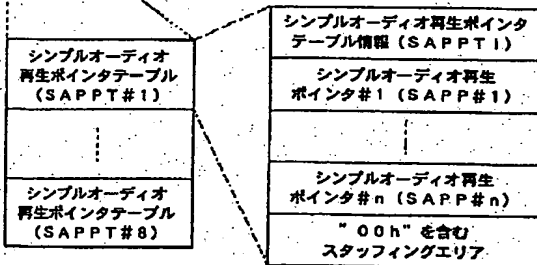 シンプルオーディオ
再生ポインタテーブル
(SAPPT#1)
シンプルオーディオ
再生ポインタテーブル
(SAPPT#8)
シンプルオーディオ再生ポインタ
テーブル情報(SAPPTI)
シンプルオーディオ再生
ポインタ#1(SAPP#1)
シンプルオーディオ再生
ポインタ#n(SAPP#n)
"00h"を含む
スタッフィングエリア